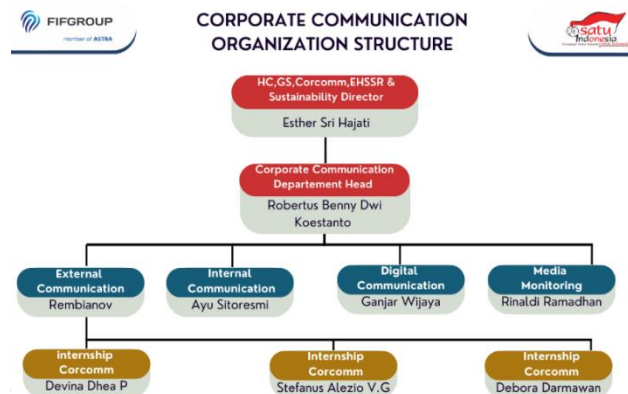 FIFGROUP
member of ASTRA
CORPORATE COMMUNICATION
ORGANIZATION STRUCTURE
satu
Indonesia
HC,GS,Corcomm,EHSSR &
Sustainability Director
Esther Sri Hajati
Corporate Communication
Departement Head
Robertus Benny Dwi
Koestanto
External
Communication
Rembianov
Internal
Communication
Ayu Sitoresmi
Digital
Communication
Ganjar Wijaya
Media
Monitoring
Rinaldi Ramadhan
internship
Corcomm
Devina Dhea P
Internship
Corcomm
Stefanus Alezio V.G
Internship
Corcomm
Debora Darmawan